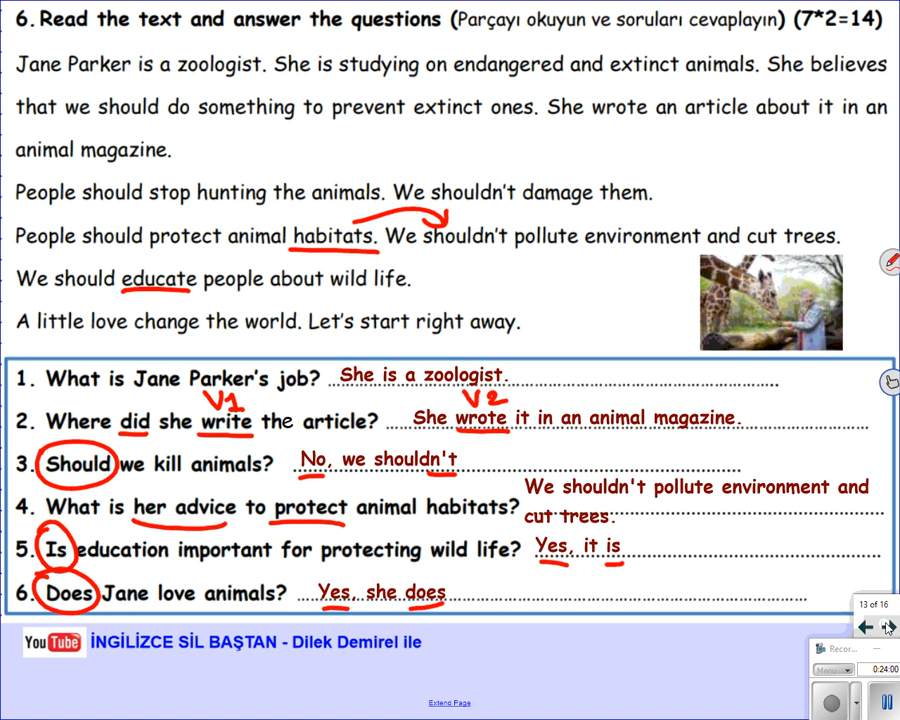 6. Read the text and answer the questions (Parçayı okuyun ve soruları cevaplayın) (7*2=14)
Jane Parker is a zoologist. She is studying on endangered and extinct animals. She believes
that we should do something to prevent extinct ones. She wrote an article about it in an
animal magazine.
People should stop hunting the animals. We shouldn't damage them.
People should protect animal habitats. We shouldn't pollute environment and cut trees.
We should educate people about wild life.
A little love change the world. Let's start right away.
1. What is Jane Parker's job? She is a zoologist.
V1 V2
2. Where did she write the article? She wrote it in an animal magazine.
3. Should we kill animals? No, we shouldn't
4. What is her advice to protect animal habitats? We shouldn't pollute environment and
cut trees.
5. Is education important for protecting wild life? Yes, it is
6. Does Jane love animals? Yes, she does
13 of 16
YouTube İNGİLİZCE SİL BAŞTAN - Dilek Demirel ile
Recor...
Menu
0:24:00
Extend Page